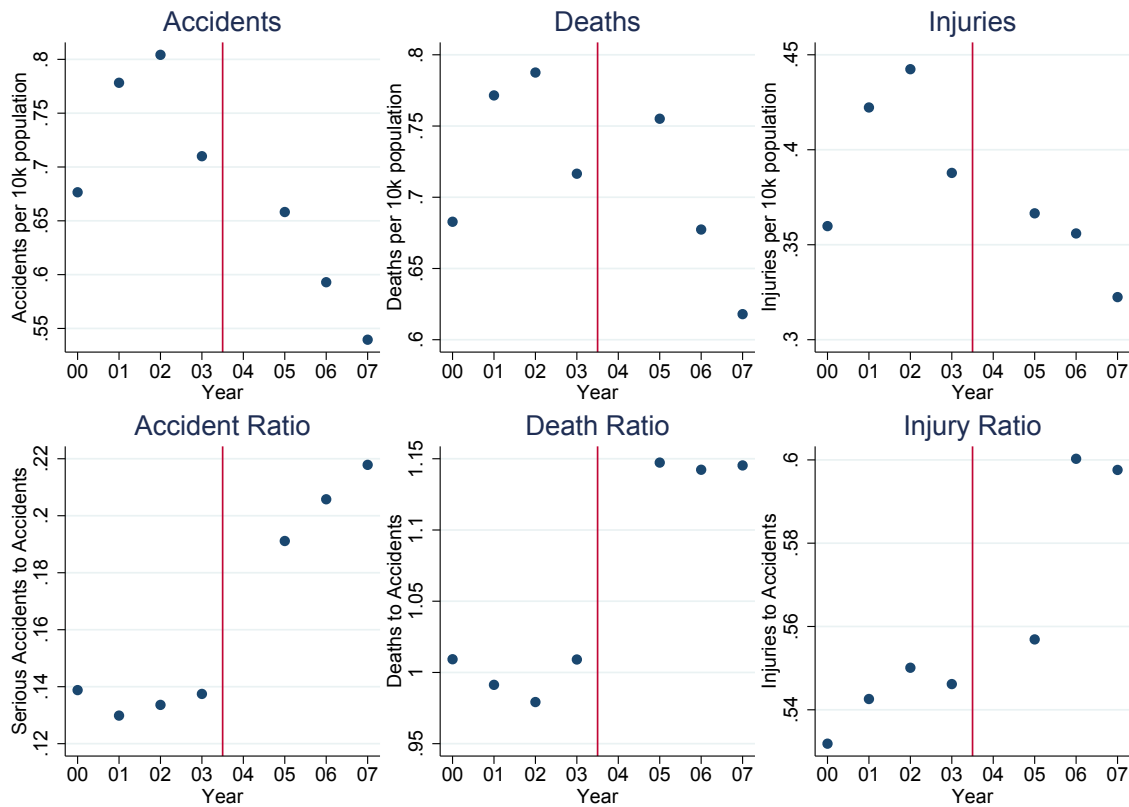 Accidents
Accidents per 10k population
.8
.75
.7
.65
.6
.55
00 01 02 03 04 05 06 07
Year
Deaths
Deaths per 10k population
.8
.75
.7
.65
.6
00 01 02 03 04 05 06 07
Year
Injuries
Injuries per 10k population
.45
.4
.35
.3
00 01 02 03 04 05 06 07
Year
Accident Ratio
Serious Accidents to Accidents
.22
.2
.18
.16
.14
.12
00 01 02 03 04 05 06 07
Year
Death Ratio
Deaths to Accidents
1.15
1.1
1.05
1
.95
00 01 02 03 04 05 06 07
Year
Injury Ratio
Injuries to Accidents
.6
.58
.56
.54
00 01 02 03 04 05 06 07
Year